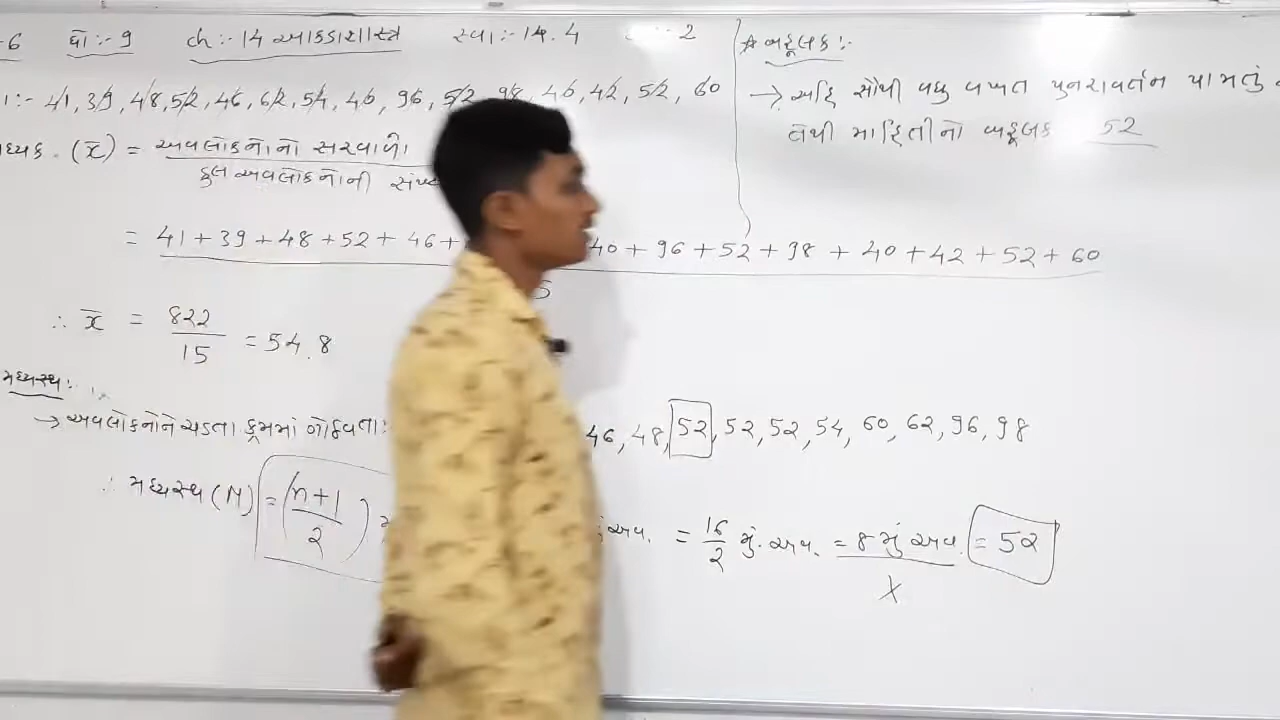 -6 ધો:- 9 ch:- 14 આંકડાશાસ્ત્ર સ્વા:- 14.4 :- 2
1:- 41, 39, 48, 52, 46, 62, 54, 40, 96, 52, 98, 40, 42, 52, 60
ધ્યક (x̄) = અવલોકનોનો સરવાળો
કુલ અવલોકનોની સંખ્ય
= 41 + 39 + 48 + 52 + 46 + 40 + 96 + 52 + 98 + 40 + 42 + 52 + 60
5
∴ x̄ = 822/15 = 54.8
મધ્યસ્થ:
→ અવલોકનોને ચડતા ક્રમમાં ગોઠવતા: 46, 48, 52, 52, 52, 54, 60, 62, 96, 98
∴ મધ્યસ્થ (M) = (n+1/2) મ મું અવ. = 16/2 મું. અવ. = 8 મું અવ. = 52
X
☆ બહુલક:-
→ અહિ સૌથી વધુ વખત પુનરાવર્તન પામતું
તેથી માહિતીનો બહુલક 52